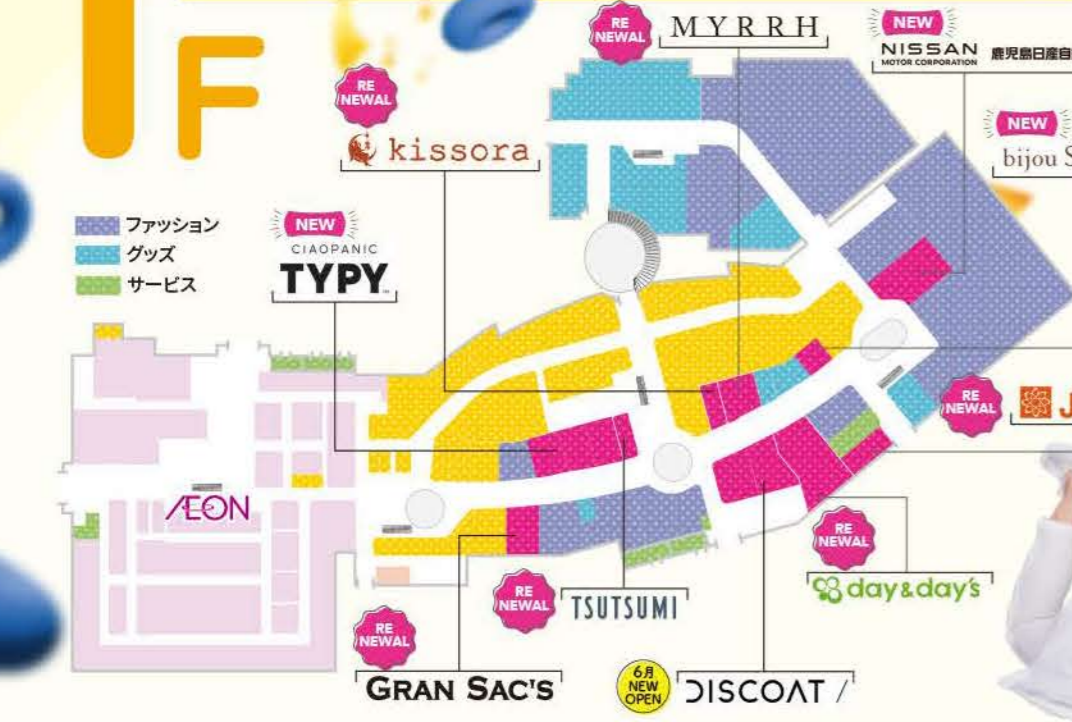 1F
RE
NEWAL
MYRRH
NEW
NISSAN
MOTOR CORPORATION
鹿児島日産自
RE
NEWAL
kissora
NEW
bijou S
ファッション
グッズ
サービス
NEW
CIAOPANIC
TYPY
RE
NEWAL
J
ÆON
RE
NEWAL
day&day's
RE
NEWAL
TSUTSUMI
RE
NEWAL
GRAN SAC'S
6月
NEW
OPEN
DISCOAT /